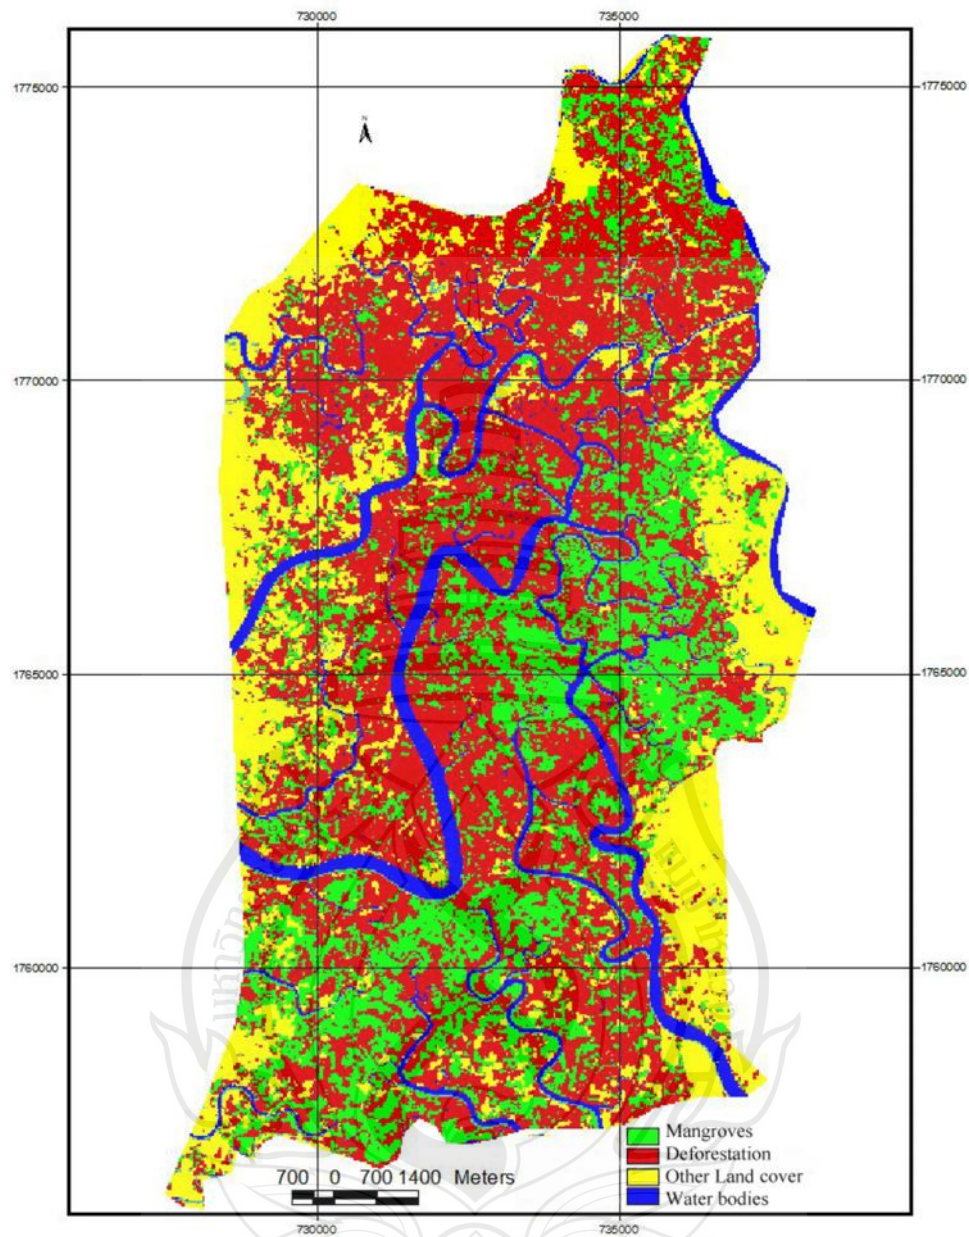 730000 735000
1775000 1775000
N
1770000 1770000
1765000 1765000
1760000 1760000
Mangroves
Deforestation
Other Land cover
Water bodies
700 0 700 1400 Meters
730000 735000